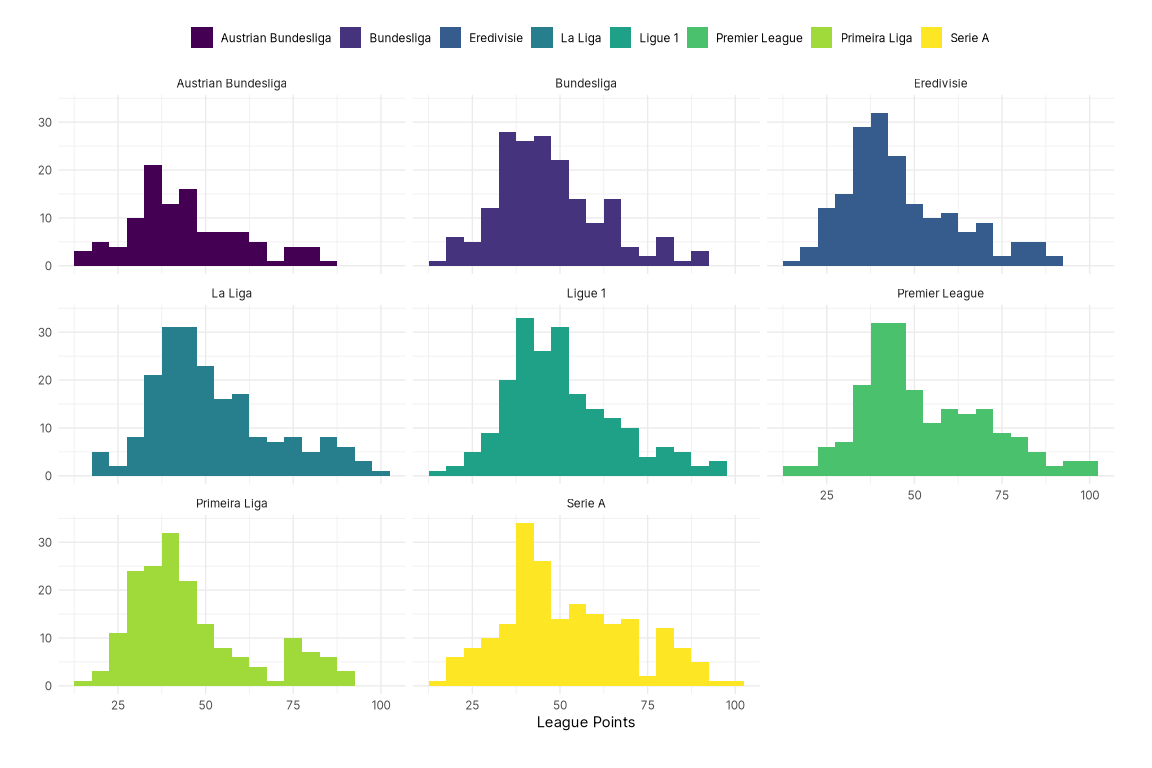 Austrian Bundesliga Bundesliga Eredivisie La Liga Ligue 1 Premier League Primeira Liga Serie A
Austrian Bundesliga Bundesliga Eredivisie
30
20
10
0
La Liga Ligue 1 Premier League
30
20
10
0
25 50 75 100
Primeira Liga Serie A
30
20
10
0
25 50 75 100 25 50 75 100
League Points